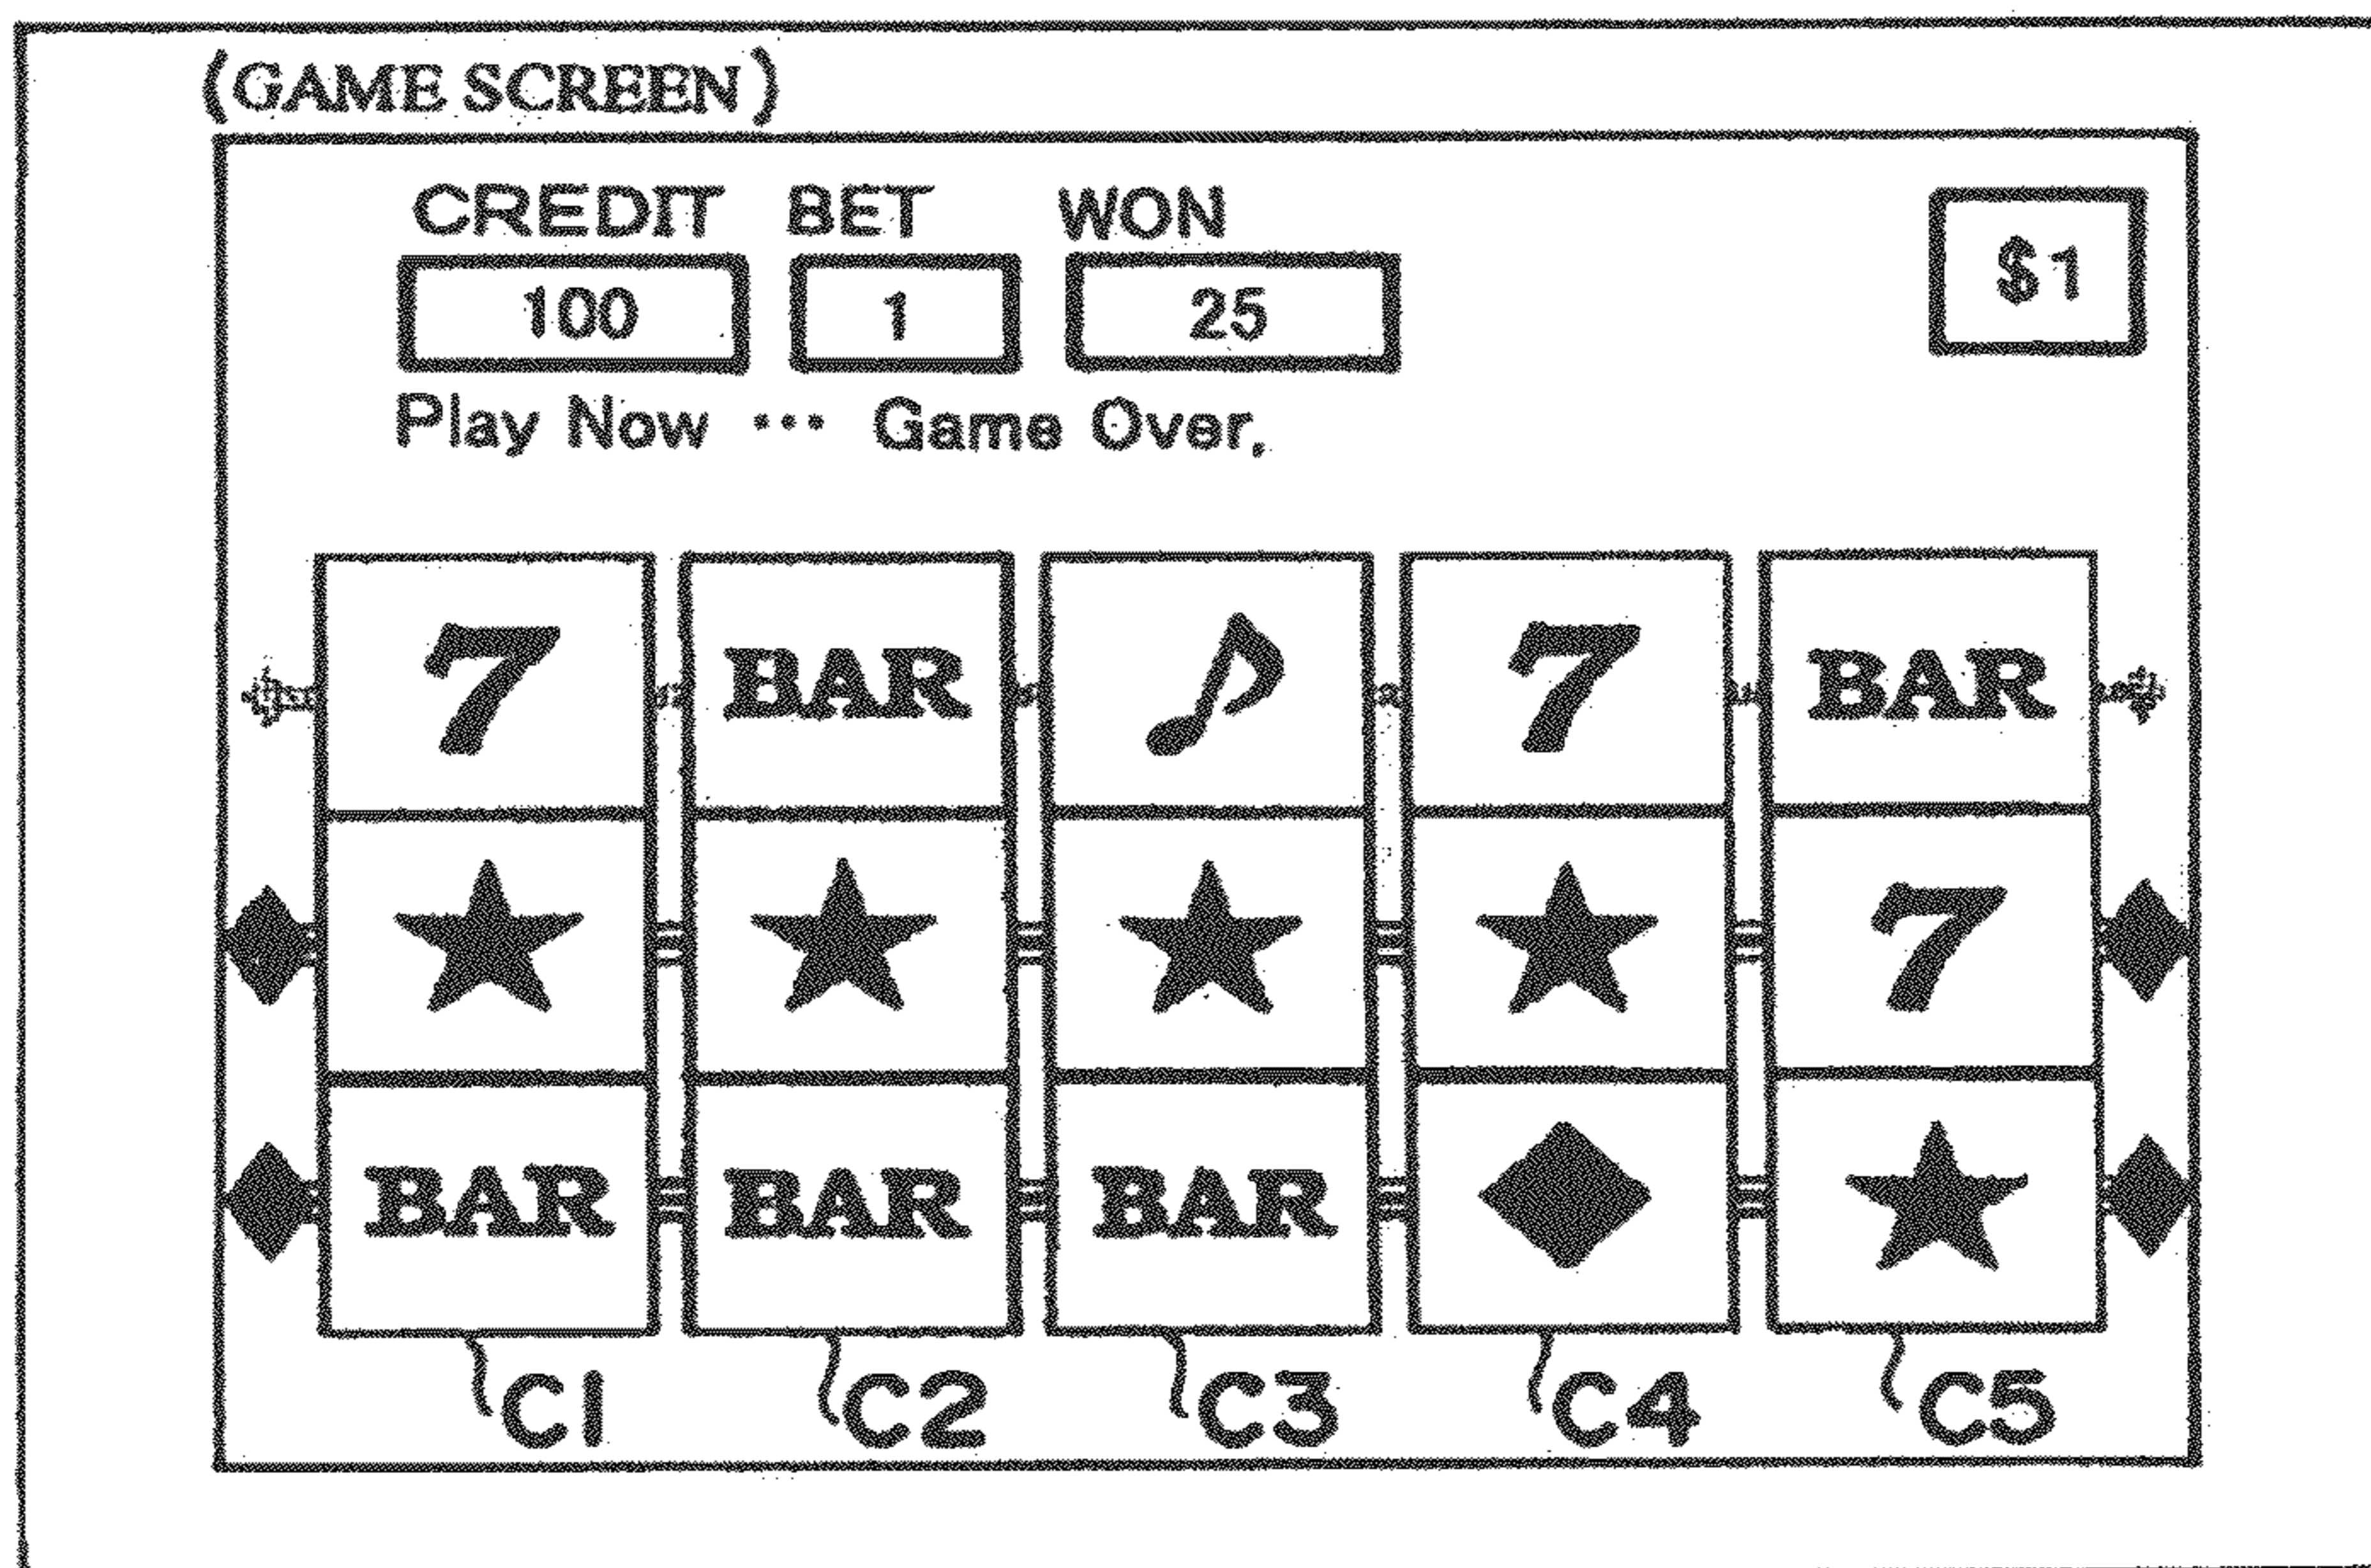 (GAME SCREEN)
CREDIT BET WON
100 1 25 $1
Play Now ··· Game Over.
7 BAR 7 BAR
7
BAR BAR BAR
C1 C2 C3 C4 C5